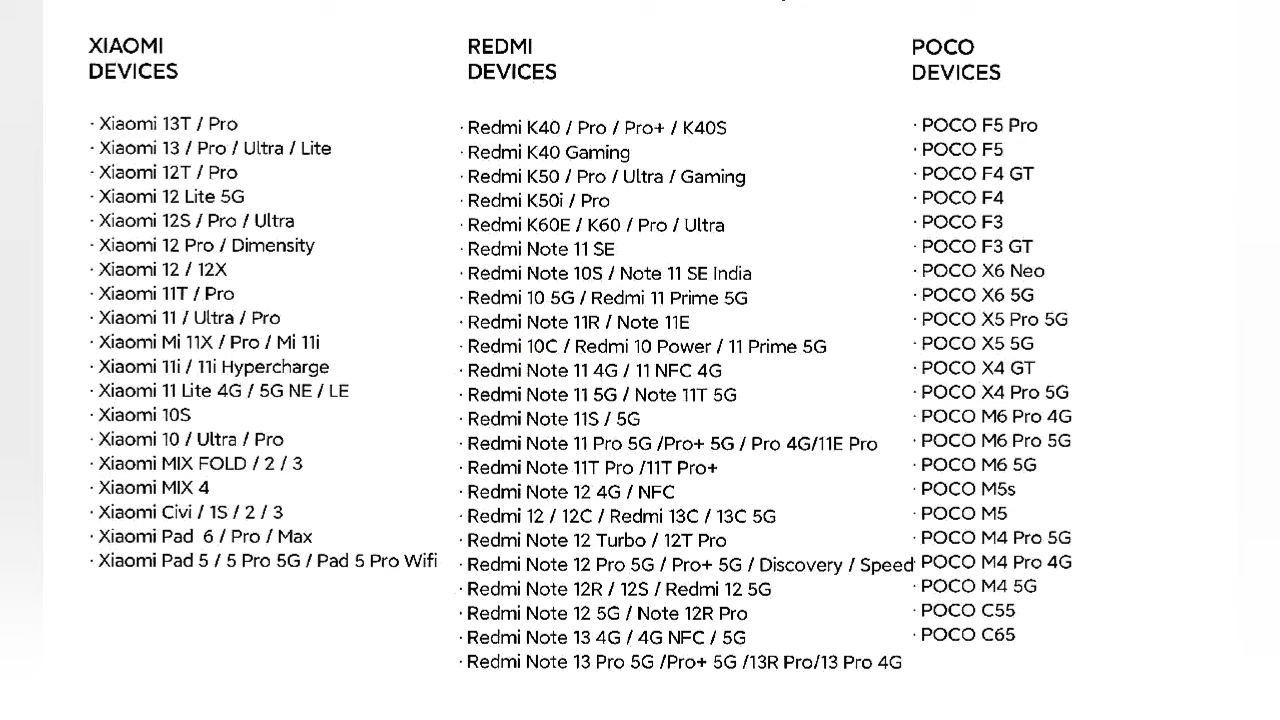 XIAOMI
DEVICES
· Xiaomi 13T / Pro
· Xiaomi 13 / Pro / Ultra / Lite
· Xiaomi 12T / Pro
· Xiaomi 12 Lite 5G
· Xiaomi 12S / Pro / Ultra
· Xiaomi 12 Pro / Dimensity
· Xiaomi 12 / 12X
· Xiaomi 11T / Pro
· Xiaomi 11 / Ultra / Pro
· Xiaomi Mi 11X / Pro / Mi 11i
· Xiaomi 11i / 11i Hypercharge
· Xiaomi 11 Lite 4G / 5G NE / LE
· Xiaomi 10S
· Xiaomi 10 / Ultra / Pro
· Xiaomi MIX FOLD / 2 / 3
· Xiaomi MIX 4
· Xiaomi Civi / 1S / 2 / 3
· Xiaomi Pad 6 / Pro / Max
· Xiaomi Pad 5 / 5 Pro 5G / Pad 5 Pro Wifi
REDMI
DEVICES
· Redmi K40 / Pro / Pro+ / K40S
· Redmi K40 Gaming
· Redmi K50 / Pro / Ultra / Gaming
· Redmi K50i / Pro
· Redmi K60E / K60 / Pro / Ultra
· Redmi Note 11 SE
· Redmi Note 10S / Note 11 SE India
· Redmi 10 5G / Redmi 11 Prime 5G
· Redmi Note 11R / Note 11E
· Redmi 10C / Redmi 10 Power / 11 Prime 5G
· Redmi Note 11 4G / 11 NFC 4G
· Redmi Note 11 5G / Note 11T 5G
· Redmi Note 11S / 5G
· Redmi Note 11 Pro 5G /Pro+ 5G / Pro 4G/11E Pro
· Redmi Note 11T Pro /11T Pro+
· Redmi Note 12 4G / NFC
· Redmi 12 / 12C / Redmi 13C / 13C 5G
· Redmi Note 12 Turbo / 12T Pro
· Redmi Note 12 Pro 5G / Pro+ 5G / Discovery / Speed
· Redmi Note 12R / 12S / Redmi 12 5G
· Redmi Note 12 5G / Note 12R Pro
· Redmi Note 13 4G / 4G NFC / 5G
· Redmi Note 13 Pro 5G /Pro+ 5G /13R Pro/13 Pro 4G
POCO
DEVICES
· POCO F5 Pro
· POCO F5
· POCO F4 GT
· POCO F4
· POCO F3
· POCO F3 GT
· POCO X6 Neo
· POCO X6 5G
· POCO X5 Pro 5G
· POCO X5 5G
· POCO X4 GT
· POCO X4 Pro 5G
· POCO M6 Pro 4G
· POCO M6 Pro 5G
· POCO M6 5G
· POCO M5s
· POCO M5
· POCO M4 Pro 5G
· POCO M4 Pro 4G
· POCO M4 5G
· POCO C55
· POCO C65